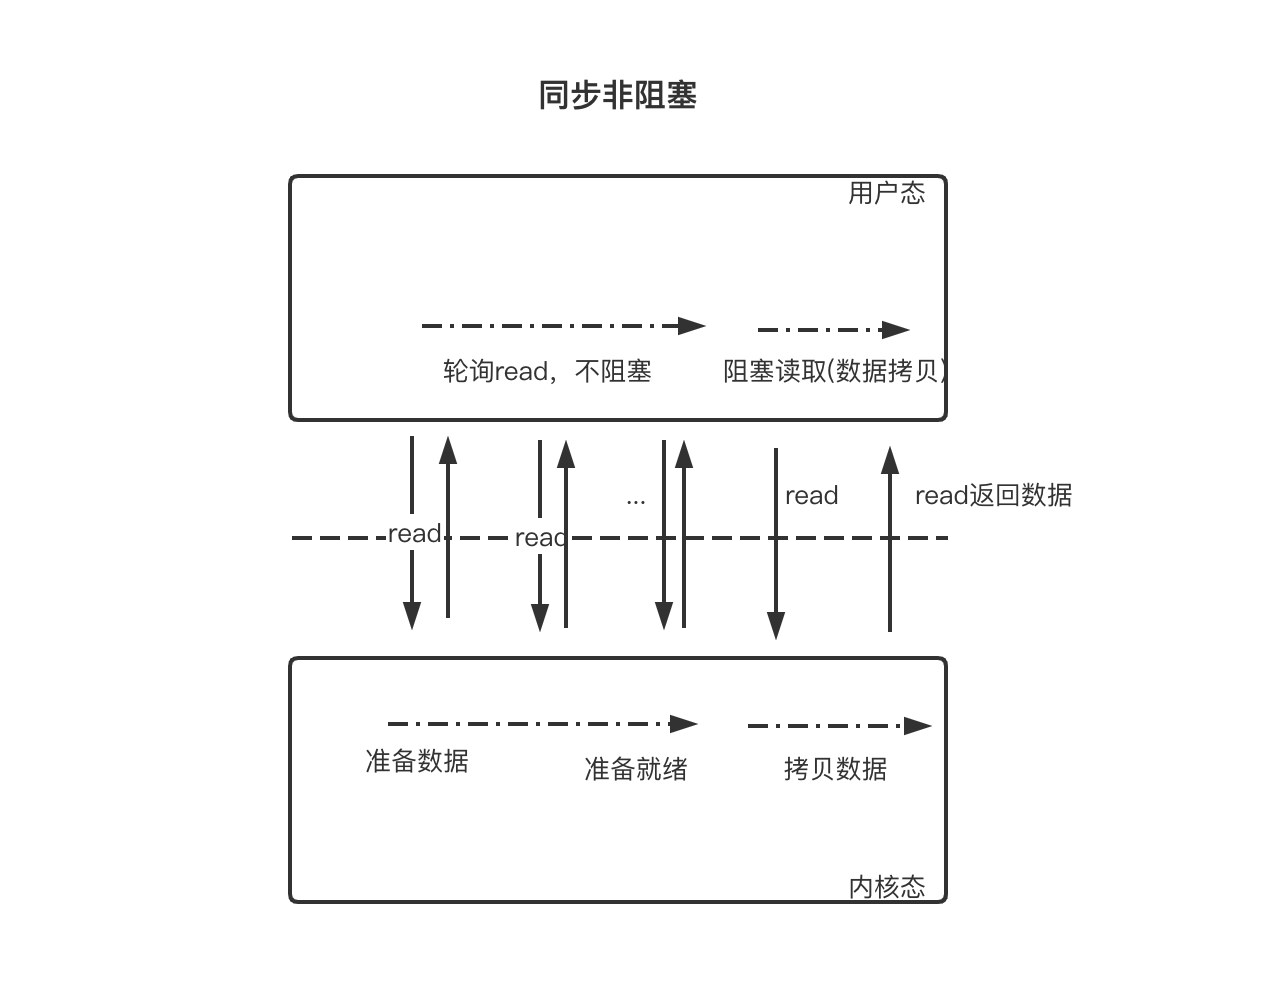 同步非阻塞
用户态
轮询read，不阻塞
阻塞读取(数据拷贝)
...
read
read返回数据
read
read
准备数据
准备就绪
拷贝数据
内核态